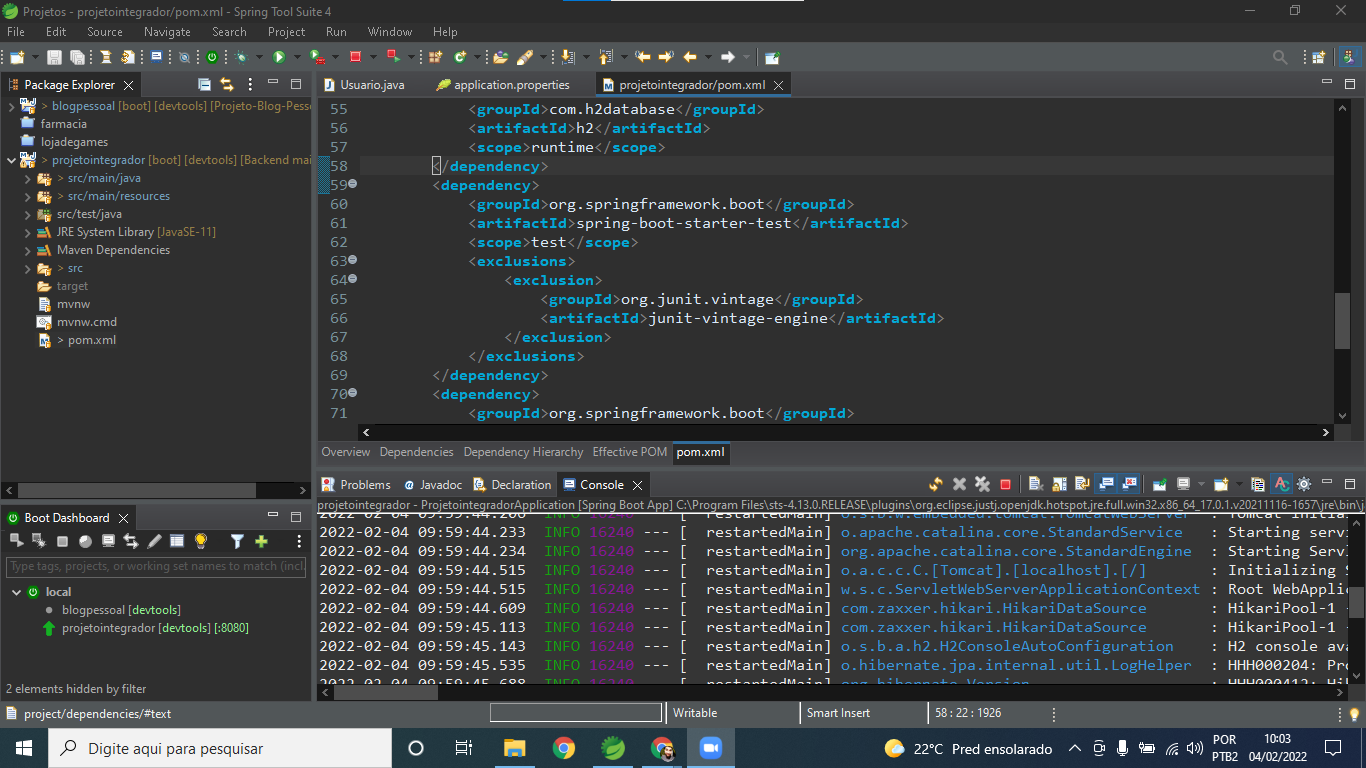 Projetos - projetointegrador/pom.xml - Spring Tool Suite 4
File Edit Source Navigate Search Project Run Window Help
Package Explorer
> blogpessoal [boot] [devtools] [Projeto-Blog-Pess
farmacia
lojadegames
> projetointegrador [boot] [devtools] [Backend mai
> src/main/java
> src/main/resources
src/test/java
JRE System Library [JavaSE-11]
Maven Dependencies
> src
target
mvnw
mvnw.cmd
> pom.xml
Usuario.java application.properties projetointegrador/pom.xml
55 <groupId>com.h2database</groupId>
56 <artifactId>h2</artifactId>
57 <scope>runtime</scope>
58 </dependency>
59 <dependency>
60 <groupId>org.springframework.boot</groupId>
61 <artifactId>spring-boot-starter-test</artifactId>
62 <scope>test</scope>
63 <exclusions>
64 <exclusion>
65 <groupId>org.junit.vintage</groupId>
66 <artifactId>junit-vintage-engine</artifactId>
67 </exclusion>
68 </exclusions>
69 </dependency>
70 <dependency>
71 <groupId>org.springframework.boot</groupId>
Overview Dependencies Dependency Hierarchy Effective POM pom.xml
Problems Javadoc Declaration Console
projetointegrador - ProjetointegradorApplication [Spring Boot App] C:\Program Files\sts-4.13.0.RELEASE\plugins\org.eclipse.justj.openjdk.hotspot.jre.full.win32.x86_64_17.0.1.v20211116-1657\jre\bin\j
2022-02-04 09:59:44.233 INFO 16240 --- [ restartedMain] o.apache.catalina.core.StandardService : Starting servi
2022-02-04 09:59:44.234 INFO 16240 --- [ restartedMain] org.apache.catalina.core.StandardEngine : Starting Servl
2022-02-04 09:59:44.515 INFO 16240 --- [ restartedMain] o.a.c.c.C.[Tomcat].[localhost].[/] : Initializing S
2022-02-04 09:59:44.515 INFO 16240 --- [ restartedMain] w.s.c.ServletWebServerApplicationContext : Root WebApplic
2022-02-04 09:59:44.609 INFO 16240 --- [ restartedMain] com.zaxxer.hikari.HikariDataSource : HikariPool-1 -
2022-02-04 09:59:45.113 INFO 16240 --- [ restartedMain] com.zaxxer.hikari.HikariDataSource : HikariPool-1 -
2022-02-04 09:59:45.143 INFO 16240 --- [ restartedMain] o.s.b.a.h2.H2ConsoleAutoConfiguration : H2 console ava
2022-02-04 09:59:45.535 INFO 16240 --- [ restartedMain] o.hibernate.jpa.internal.util.LogHelper : HHH000204: Pro
2022-02-04 09:59:45.688 INFO 16240 --- [ restartedMain] org.hibernate.Version : HHH000412: Hi
Boot Dashboard
Type tags, projects, or working set names to match (incl.
local
blogpessoal [devtools]
projetointegrador [devtools] [:8080]
2 elements hidden by filter
project/dependencies/#text Writable Smart Insert 58 : 22 : 1926
Digite aqui para pesquisar
22°C Pred ensolarado
POR
PTB2
10:03
04/02/2022